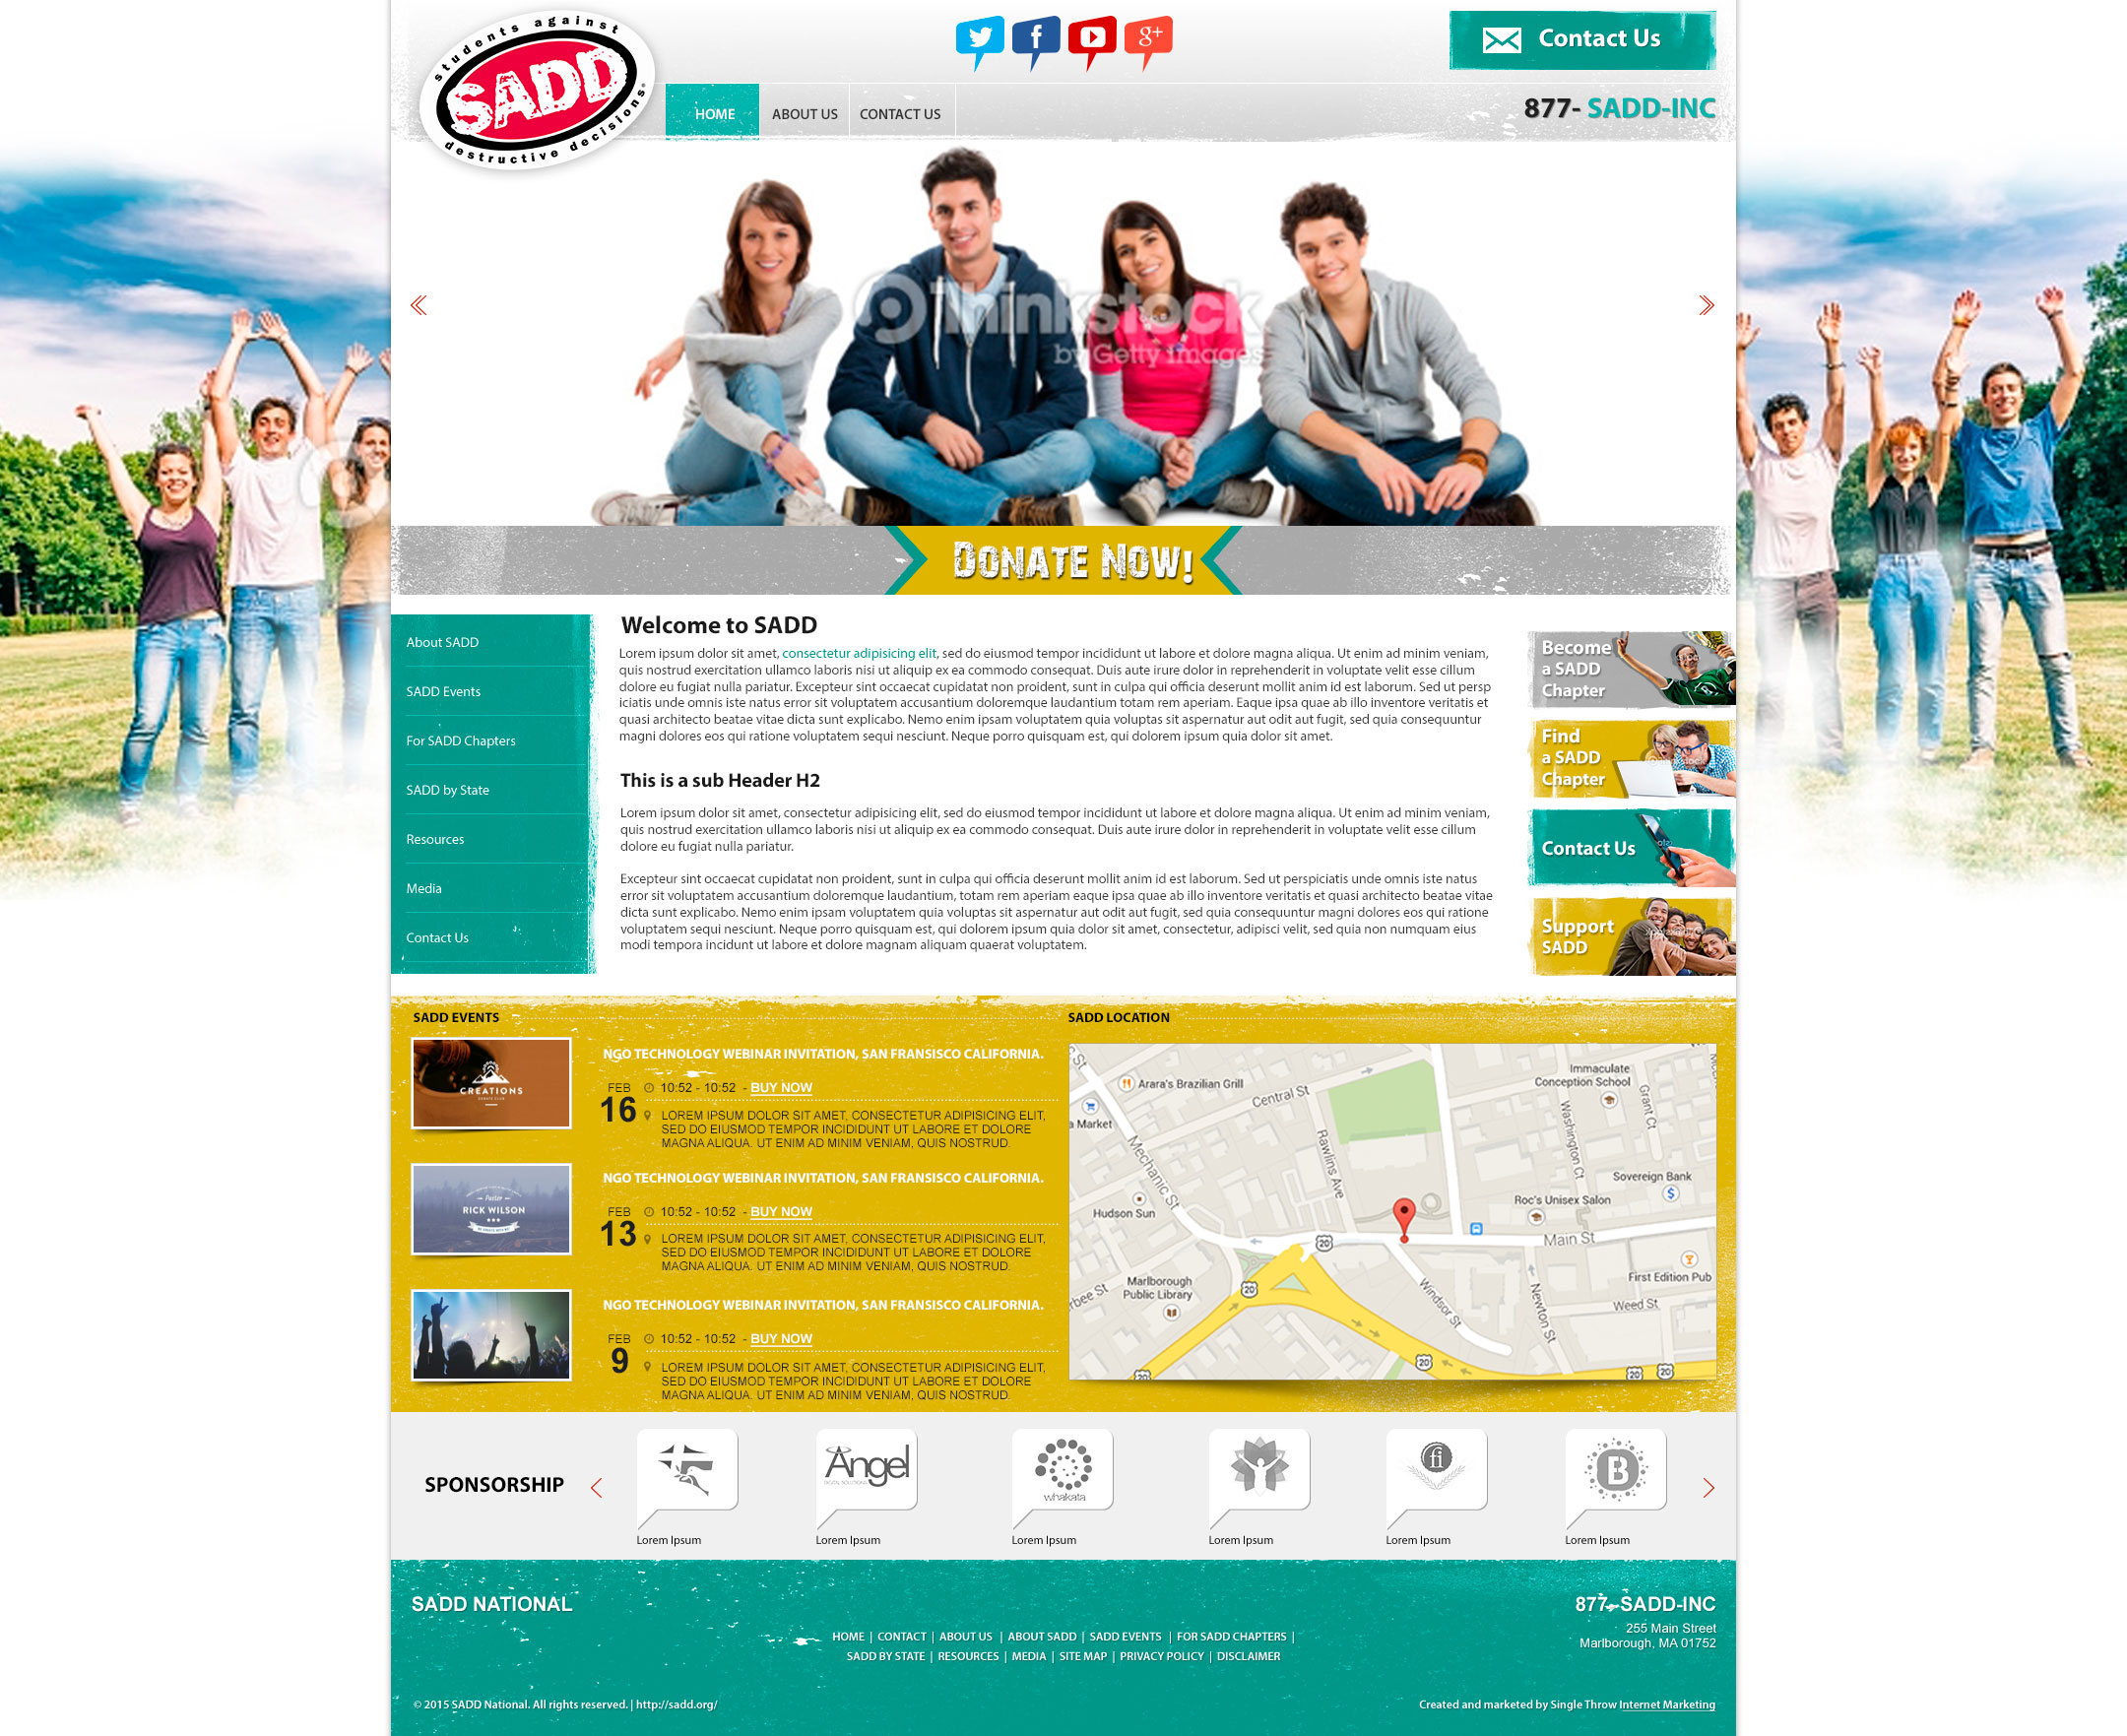 students against
SADD
destructive decisions
g+
Contact Us
HOME
ABOUT US
CONTACT US
877- SADD-INC
Thinkstock
by Getty Images
DONATE NOW!
About SADD
SADD Events
For SADD Chapters
SADD by State
Resources
Media
Contact Us
Welcome to SADD
Lorem ipsum dolor sit amet, consectetur adipisicing elit, sed do eiusmod tempor incididunt ut labore et dolore magna aliqua. Ut enim ad minim veniam,
quis nostrud exercitation ullamco laboris nisi ut aliquip ex ea commodo consequat. Duis aute irure dolor in reprehenderit in voluptate velit esse cillum
dolore eu fugiat nulla pariatur. Excepteur sint occaecat cupidatat non proident, sunt in culpa qui officia deserunt mollit anim id est laborum. Sed ut persp
iciatis unde omnis iste natus error sit voluptatem accusantium doloremque laudantium totam rem aperiam. Eaque ipsa quae ab illo inventore veritatis et
quasi architecto beatae vitae dicta sunt explicabo. Nemo enim ipsam voluptatem quia voluptas sit aspernatur aut odit aut fugit, sed quia consequuntur
magni dolores eos qui ratione voluptatem sequi nesciunt. Neque porro quisquam est, qui dolorem ipsum quia dolor sit amet.
This is a sub Header H2
Lorem ipsum dolor sit amet, consectetur adipisicing elit, sed do eiusmod tempor incididunt ut labore et dolore magna aliqua. Ut enim ad minim veniam,
quis nostrud exercitation ullamco laboris nisi ut aliquip ex ea commodo consequat. Duis aute irure dolor in reprehenderit in voluptate velit esse cillum
dolore eu fugiat nulla pariatur.
Excepteur sint occaecat cupidatat non proident, sunt in culpa qui officia deserunt mollit anim id est laborum. Sed ut perspiciatis unde omnis iste natus
error sit voluptatem accusantium doloremque laudantium, totam rem aperiam eaque ipsa quae ab illo inventore veritatis et quasi architecto beatae vitae
dicta sunt explicabo. Nemo enim ipsam voluptatem quia voluptas sit aspernatur aut odit aut fugit, sed quia consequuntur magni dolores eos qui ratione
voluptatem sequi nesciunt. Neque porro quisquam est, qui dolorem ipsum quia dolor sit amet, consectetur, adipisci velit, sed quia non numquam eius
modi tempora incidunt ut labore et dolore magnam aliquam quaerat voluptatem.
Become
a SADD
Chapter
Find
a SADD
Chapter
Contact Us
Support
SADD
SADD EVENTS
CREATIONS
NGO TECHNOLOGY WEBINAR INVITATION, SAN FRANSISCO CALIFORNIA.
FEB
16
10:52 - 10:52 - BUY NOW
LOREM IPSUM DOLOR SIT AMET, CONSECTETUR ADIPISICING ELIT,
SED DO EIUSMOD TEMPOR INCIDIDUNT UT LABORE ET DOLORE
MAGNA ALIQUA. UT ENIM AD MINIM VENIAM, QUIS NOSTRUD.
RICK WILSON
NGO TECHNOLOGY WEBINAR INVITATION, SAN FRANSISCO CALIFORNIA.
FEB
13
10:52 - 10:52 - BUY NOW
LOREM IPSUM DOLOR SIT AMET, CONSECTETUR ADIPISICING ELIT,
SED DO EIUSMOD TEMPOR INCIDIDUNT UT LABORE ET DOLORE
MAGNA ALIQUA. UT ENIM AD MINIM VENIAM, QUIS NOSTRUD.
NGO TECHNOLOGY WEBINAR INVITATION, SAN FRANSISCO CALIFORNIA.
FEB
9
10:52 - 10:52 - BUY NOW
LOREM IPSUM DOLOR SIT AMET, CONSECTETUR ADIPISICING ELIT,
SED DO EIUSMOD TEMPOR INCIDIDUNT UT LABORE ET DOLORE
MAGNA ALIQUA. UT ENIM AD MINIM VENIAM, QUIS NOSTRUD.
SADD LOCATION
Arara's Brazilian Grill
Central St
Immaculate
Conception School
Grant Ct
a Market
Mechanic St
Rawlins Ave
Washington Ct
Sovereign Bank
Roc's Unisex Salon
Hudson Sun
Main St
20
Marlborough
Public Library
20
First Edition Pub
rbee St
Windsor St
Newton St
Weed St
20
20
20
20
SPONSORSHIP
Angel
DIGITAL SOLUTIONS
whakata
fi
B
Lorem Ipsum
Lorem Ipsum
Lorem Ipsum
Lorem Ipsum
Lorem Ipsum
Lorem Ipsum
SADD NATIONAL
877- SADD-INC
255 Main Street
Marlborough, MA 01752
HOME | CONTACT | ABOUT US | ABOUT SADD | SADD EVENTS | FOR SADD CHAPTERS |
SADD BY STATE | RESOURCES | MEDIA | SITE MAP | PRIVACY POLICY | DISCLAIMER
© 2015 SADD National. All rights reserved. | http://sadd.org/
Created and marketed by Single Throw Internet Marketing